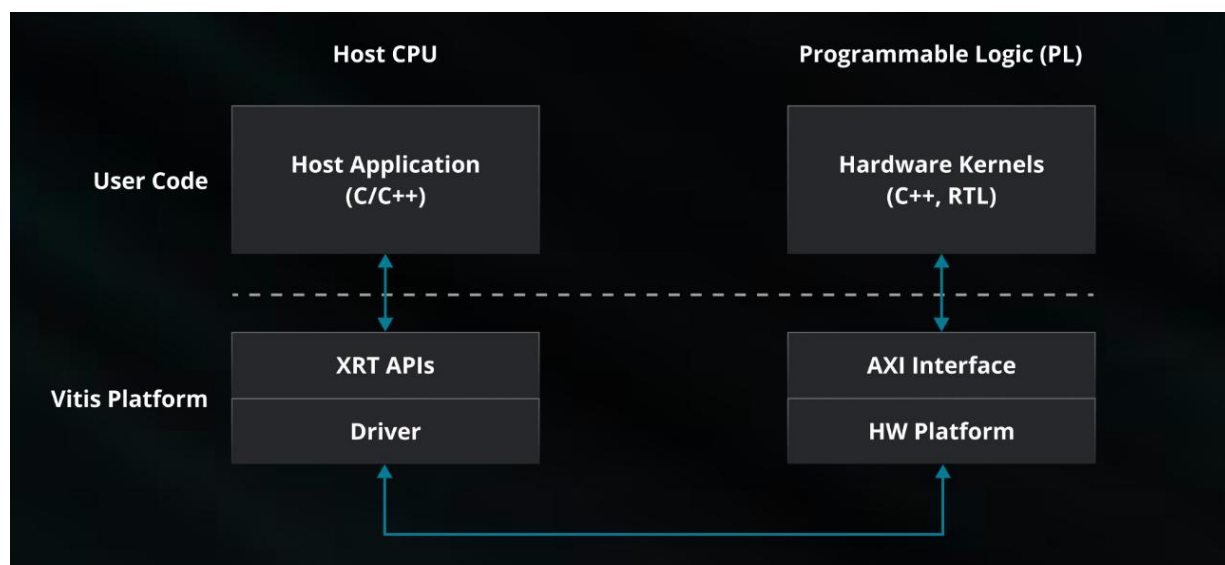 Host CPU
Programmable Logic (PL)
User Code
Host Application
(C/C++)
Hardware Kernels
(C++, RTL)
Vitis Platform
XRT APIs
Driver
AXI Interface
HW Platform